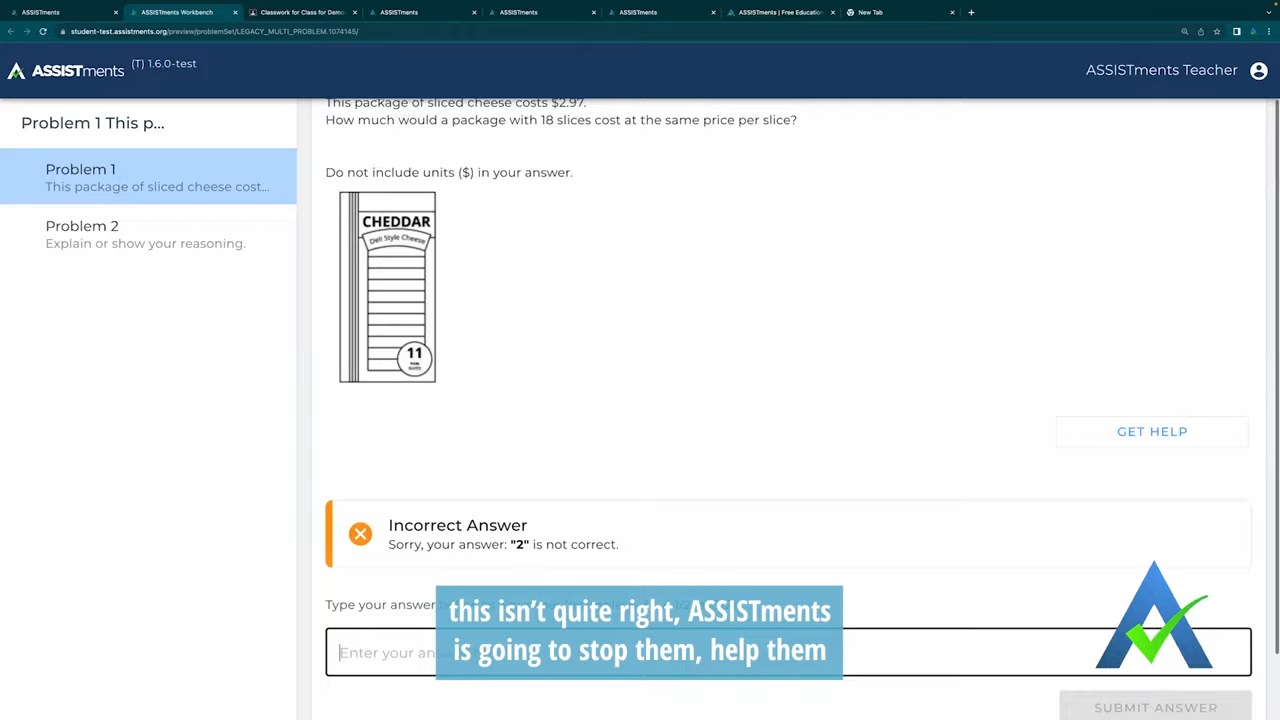 ASSISTments
ASSISTments Workbench
Classwork for Class for Demo
ASSISTments
ASSISTments
ASSISTments
ASSISTments | Free Education
New Tab
student-test.assistments.org/preview/problemSet/LEGACY_MULTI_PROBLEM.1074145/
ASSISTments
(T) 1.6.0-test
ASSISTments Teacher
Problem 1 This p...
Problem 1
This package of sliced cheese cost...
Problem 2
Explain or show your reasoning.
This package of sliced cheese costs $2.97.
How much would a package with 18 slices cost at the same price per slice?
Do not include units ($) in your answer.
CHEDDAR
Deli Style Cheese
11
THIN
SLICES
GET HELP
Incorrect Answer
Sorry, your answer: "2" is not correct.
Type your answer
Enter your an
this isn't quite right, ASSISTments
is going to stop them, help them
SUBMIT ANSWER